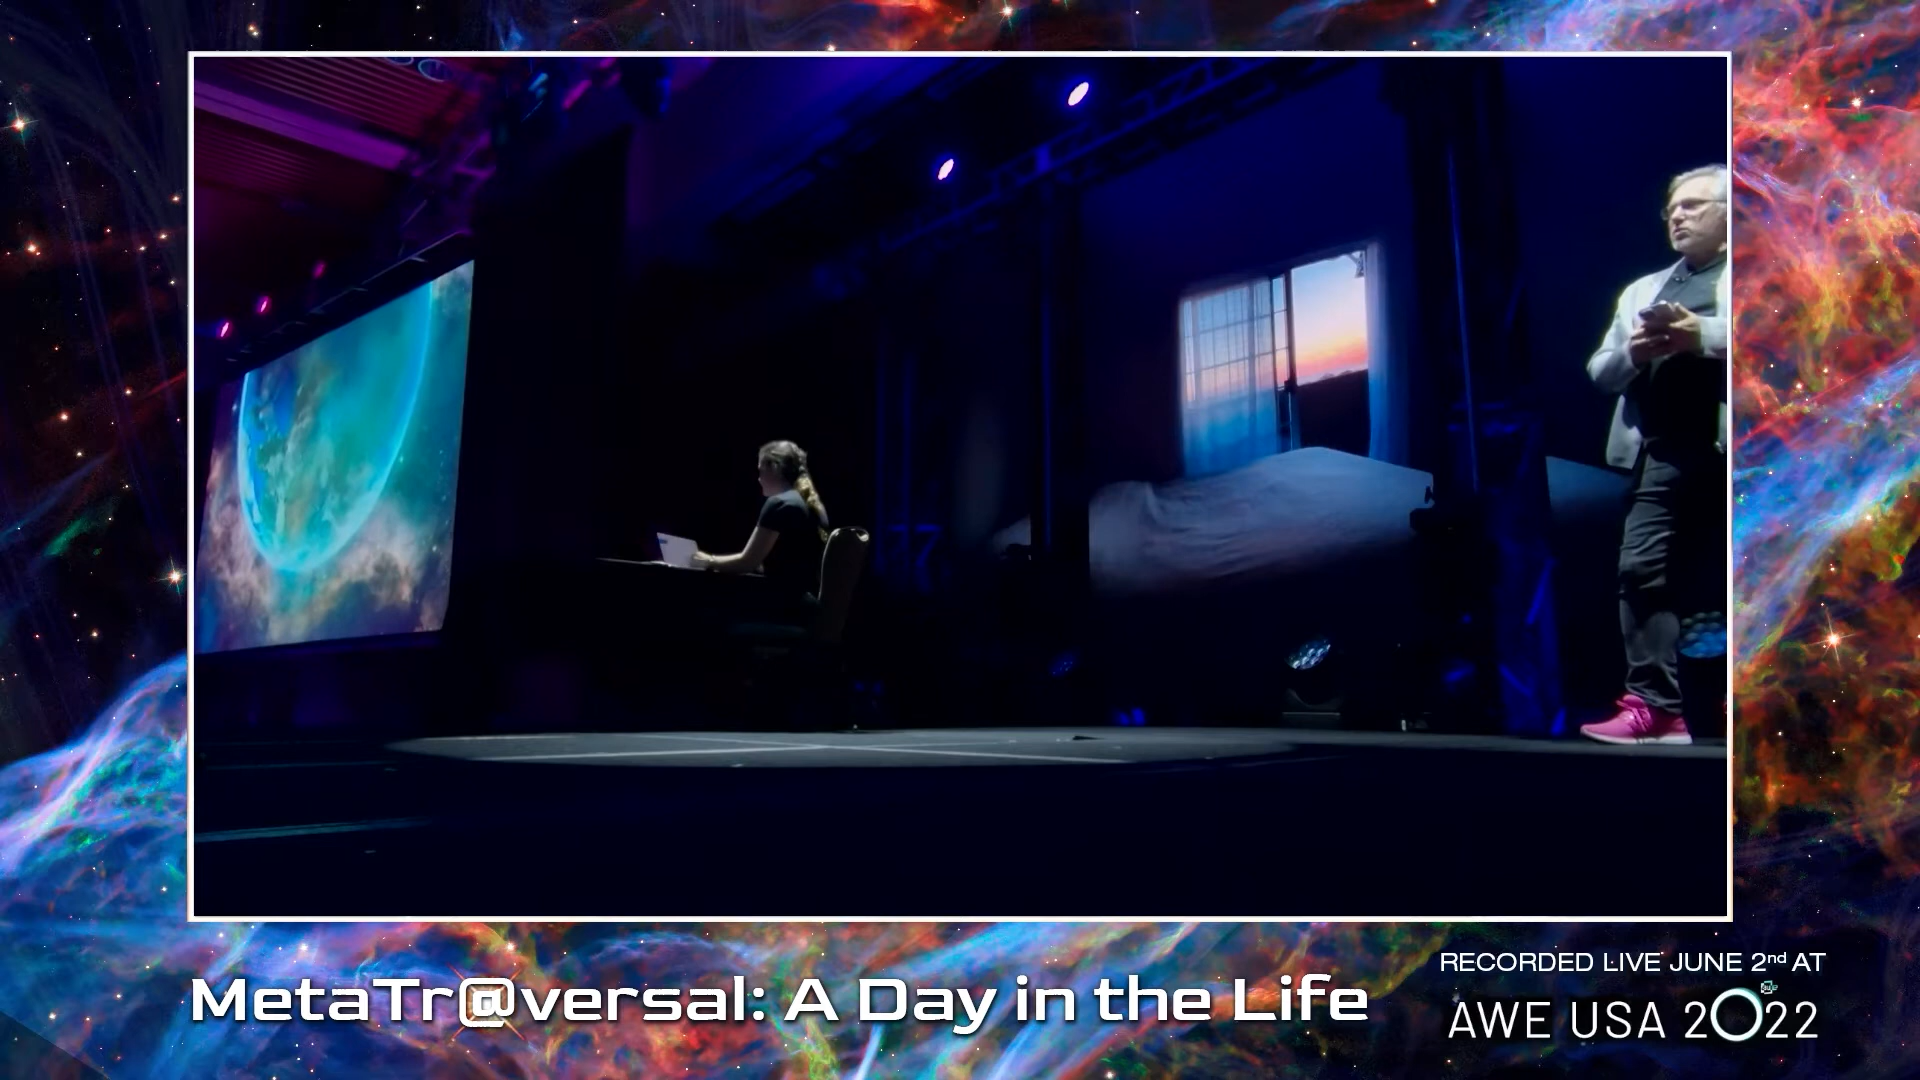 MetaTr@versal: A Day in the Life
RECORDED LIVE JUNE 2nd AT
AWE USA 2022